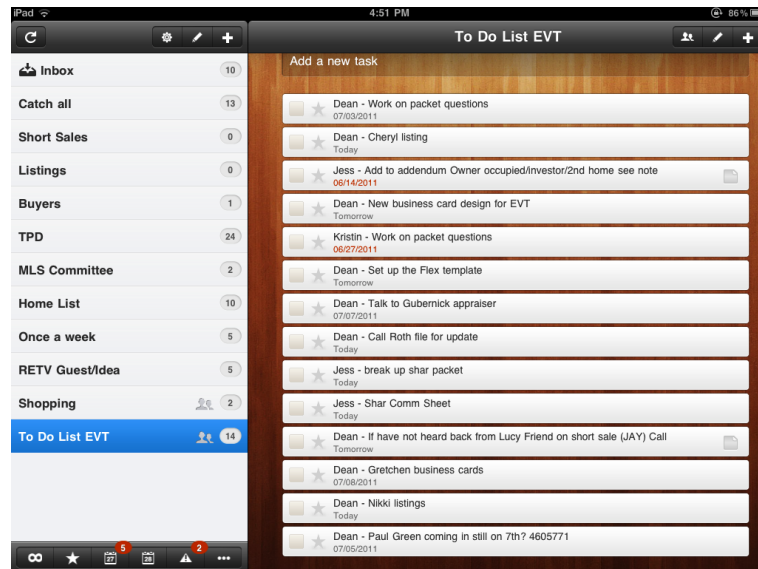 iPad 4:51 PM 86%
To Do List EVT
Inbox 10
Catch all 13
Short Sales 0
Listings 0
Buyers 1
TPD 24
MLS Committee 2
Home List 10
Once a week 5
RETV Guest/Idea 5
Shopping 2
To Do List EVT 14
5 2
27 28
Add a new task
Dean - Work on packet questions
07/03/2011
Dean - Cheryl listing
Today
Jess - Add to addendum Owner occupied/investor/2nd home see note
06/14/2011
Dean - New business card design for EVT
Tomorrow
Kristin - Work on packet questions
06/27/2011
Dean - Set up the Flex template
Tomorrow
Dean - Talk to Gubernick appraiser
07/07/2011
Dean - Call Roth file for update
Today
Jess - break up shar packet
Today
Jess - Shar Comm Sheet
Today
Dean - If have not heard back from Lucy Friend on short sale (JAY) Call
Tomorrow
Dean - Gretchen business cards
07/08/2011
Dean - Nikki listings
Today
Dean - Paul Green coming in still on 7th? 4605771
07/05/2011